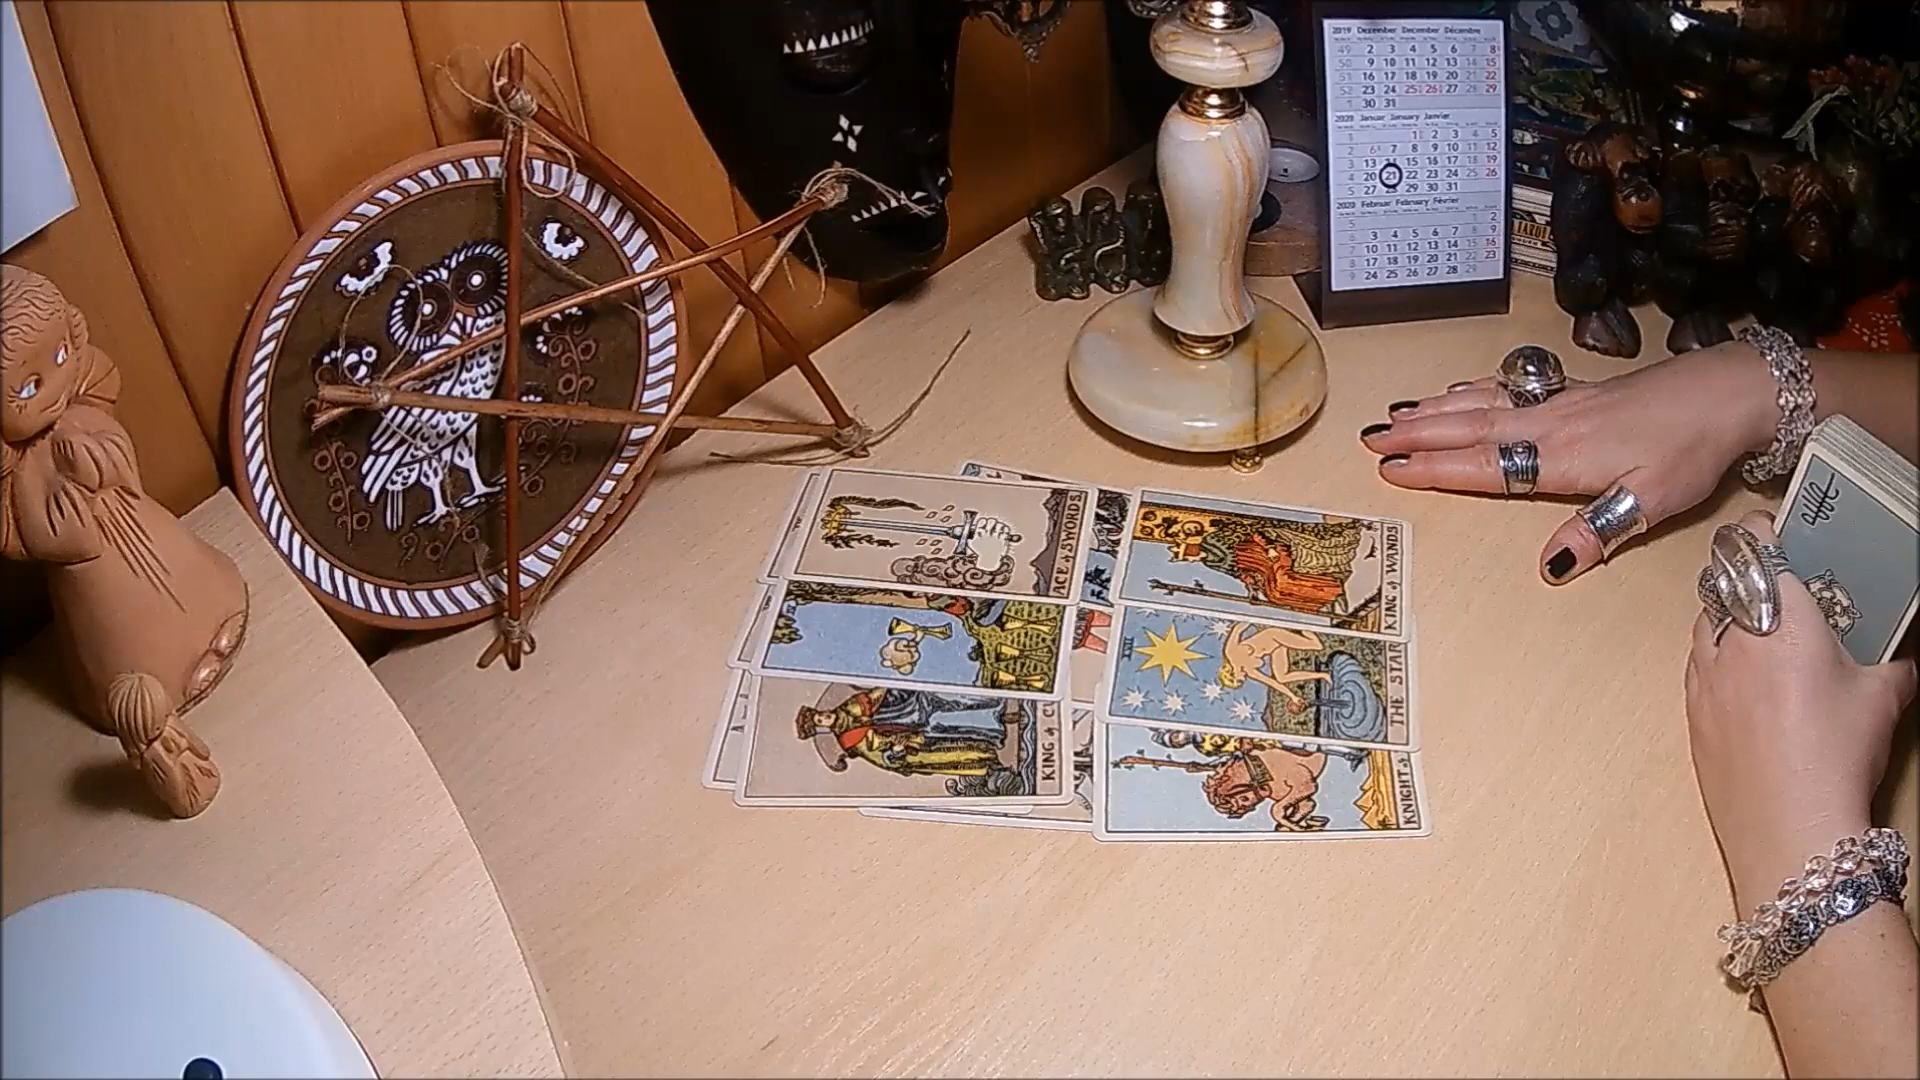 2019 Dezember December Décembre
49 2 3 4 5 6 7 8
50 9 10 11 12 13 14 15
51 16 17 18 19 20 21 22
52 23 24 25 26 27 28 29
1 30 31
2020 Januar January Janvier
1 1 2 3 4 5
2 6 7 8 9 10 11 12
3 13 15 16 17 18 19
4 20 21 22 23 24 25 26
5 27 28 29 30 31
2020 Februar February Février
5 1 2
6 3 4 5 6 7 8 9
7 10 11 12 13 14 15 16
8 17 18 19 20 21 22 23
9 24 25 26 27 28 29
TAROT
ACE of SWORDS
KING of WANDS
XVII
THE STAR
KING of CU
KNIGHT of